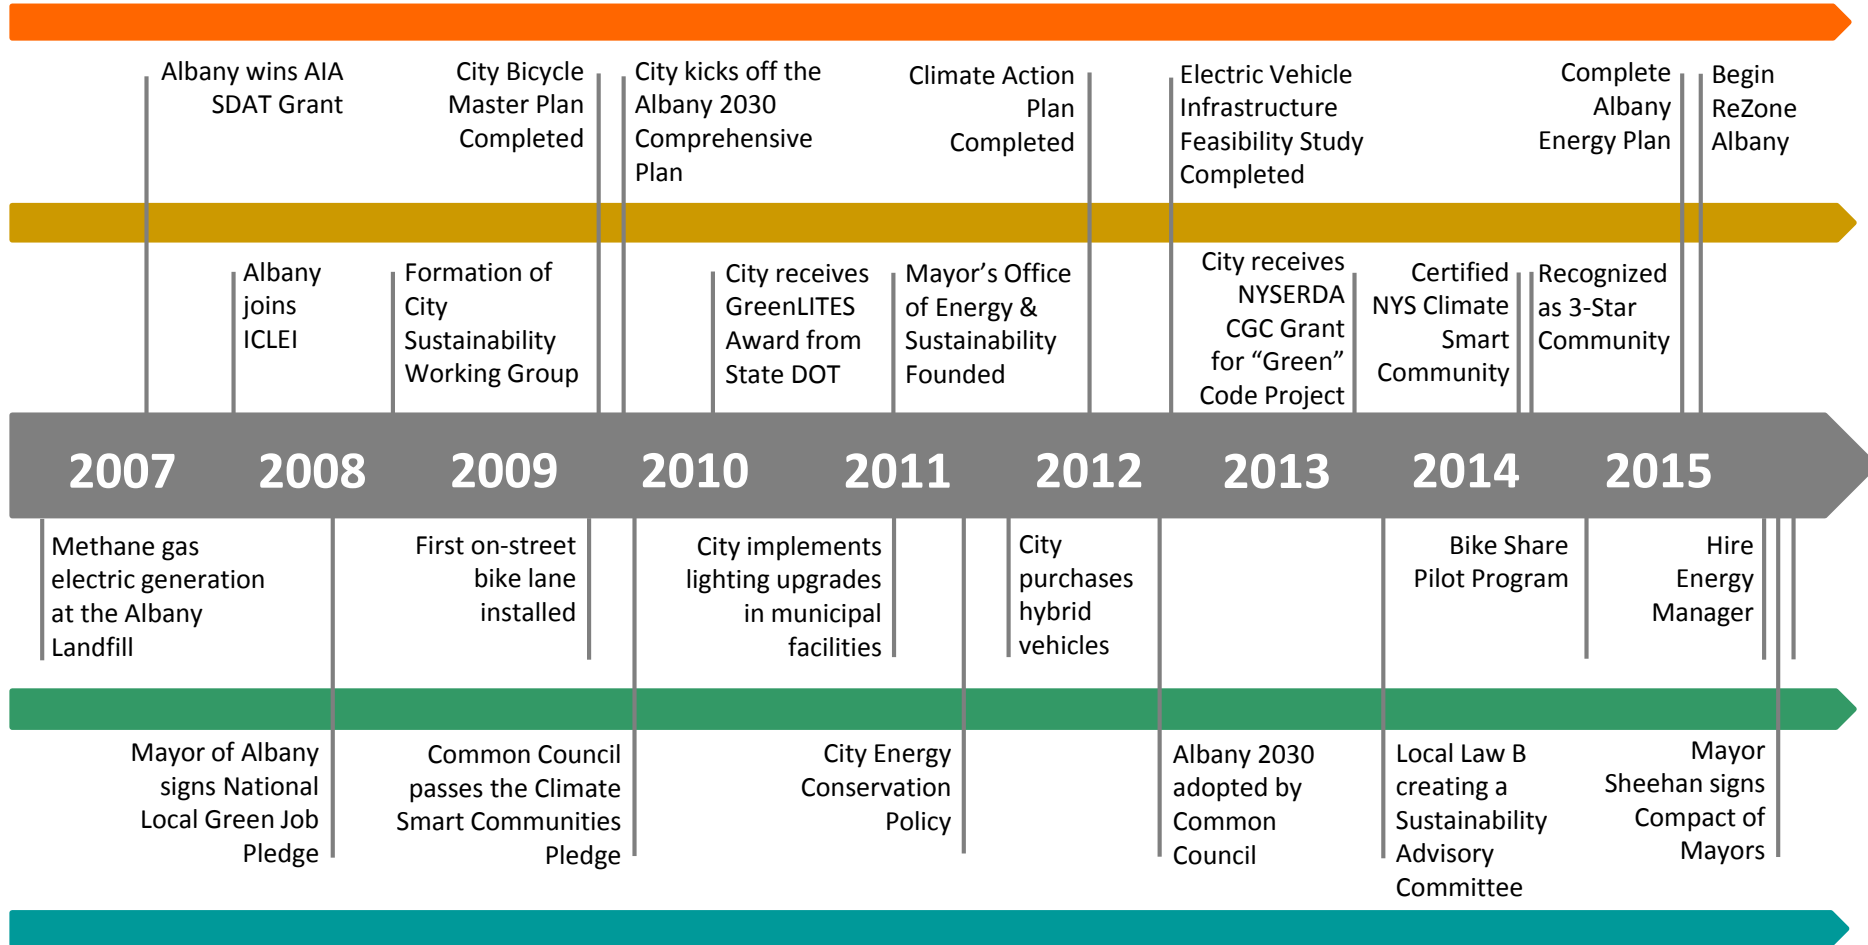 Albany wins AIA
SDAT Grant
City Bicycle
Master Plan
Completed
City kicks off the
Albany 2030
Comprehensive
Plan
Climate Action
Plan
Completed
Electric Vehicle
Infrastructure
Feasibility Study
Completed
Complete
Albany
Energy Plan
Begin
ReZone
Albany
Albany
joins
ICLEI
Formation of
City
Sustainability
Working Group
City receives
GreenLITES
Award from
State DOT
Mayor’s Office
of Energy &
Sustainability
Founded
City receives
NYSERDA
CGC Grant
for “Green”
Code Project
Certified
NYS Climate
Smart
Community
Recognized
as 3-Star
Community
2007 2008 2009 2010 2011 2012 2013 2014 2015
Methane gas
electric generation
at the Albany
Landfill
First on-street
bike lane
installed
City implements
lighting upgrades
in municipal
facilities
City
purchases
hybrid
vehicles
Bike Share
Pilot Program
Hire
Energy
Manager
Mayor of Albany
signs National
Local Green Job
Pledge
Common Council
passes the Climate
Smart Communities
Pledge
City Energy
Conservation
Policy
Albany 2030
adopted by
Common
Council
Local Law B
creating a
Sustainability
Advisory
Committee
Mayor
Sheehan signs
Compact of
Mayors